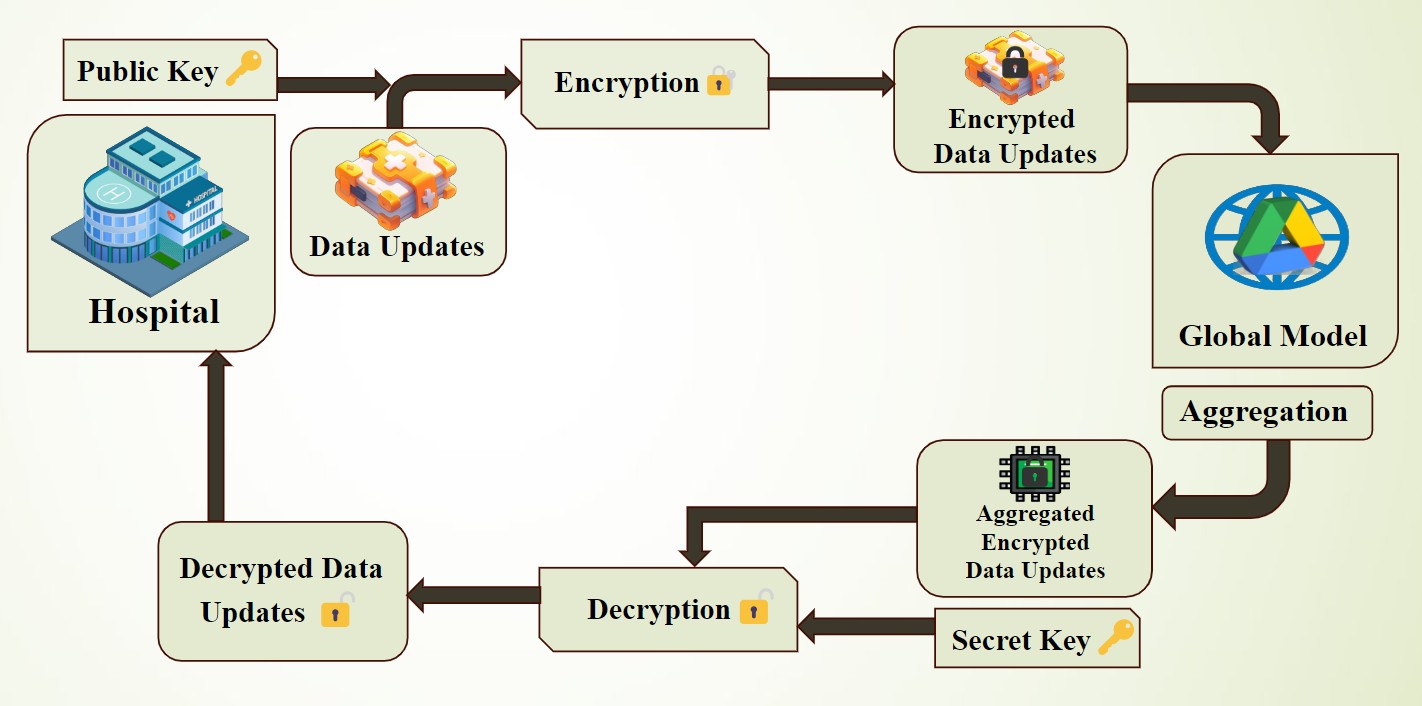 Public Key
Encryption
Encrypted
Data Updates
HOSPITAL
H
Hospital
Data Updates
Global Model
Aggregation
Aggregated
Encrypted
Data Updates
Decrypted Data
Updates
Decryption
Secret Key